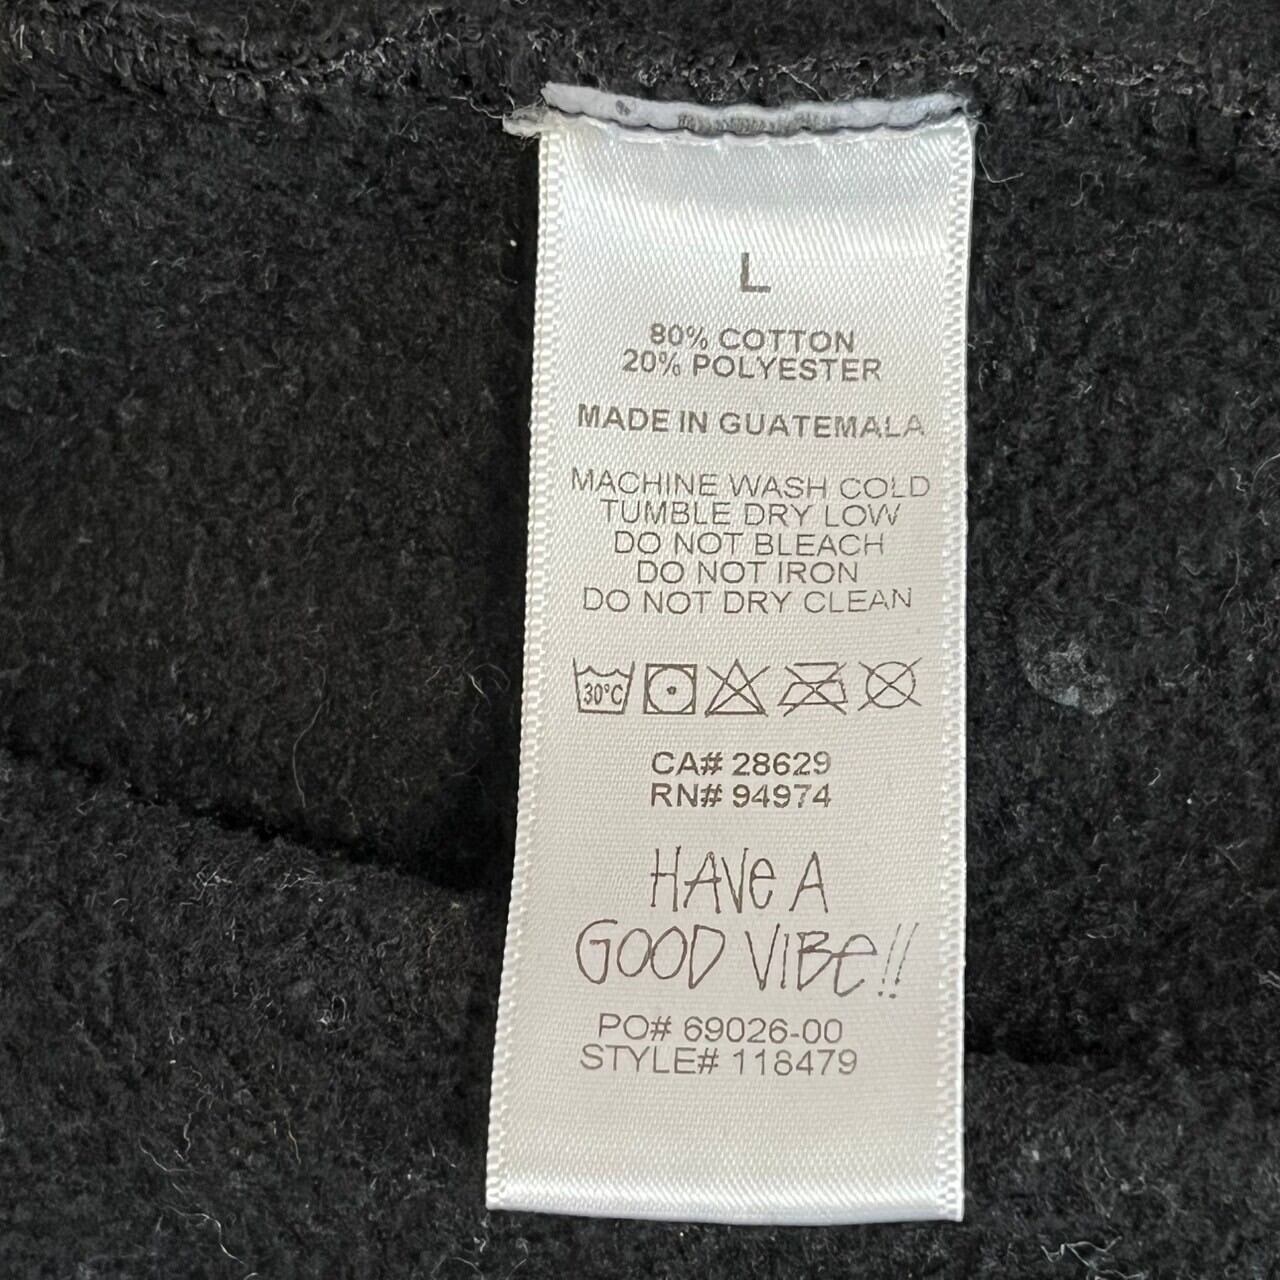 L
80% COTTON
20% POLYESTER
MADE IN GUATEMALA
MACHINE WASH COLD
TUMBLE DRY LOW
DO NOT BLEACH
DO NOT IRON
DO NOT DRY CLEAN
30°C
CA# 28629
RN# 94974
HAVe A
GOOD VIBe!!
PO# 69026-00
STYLE# 118479